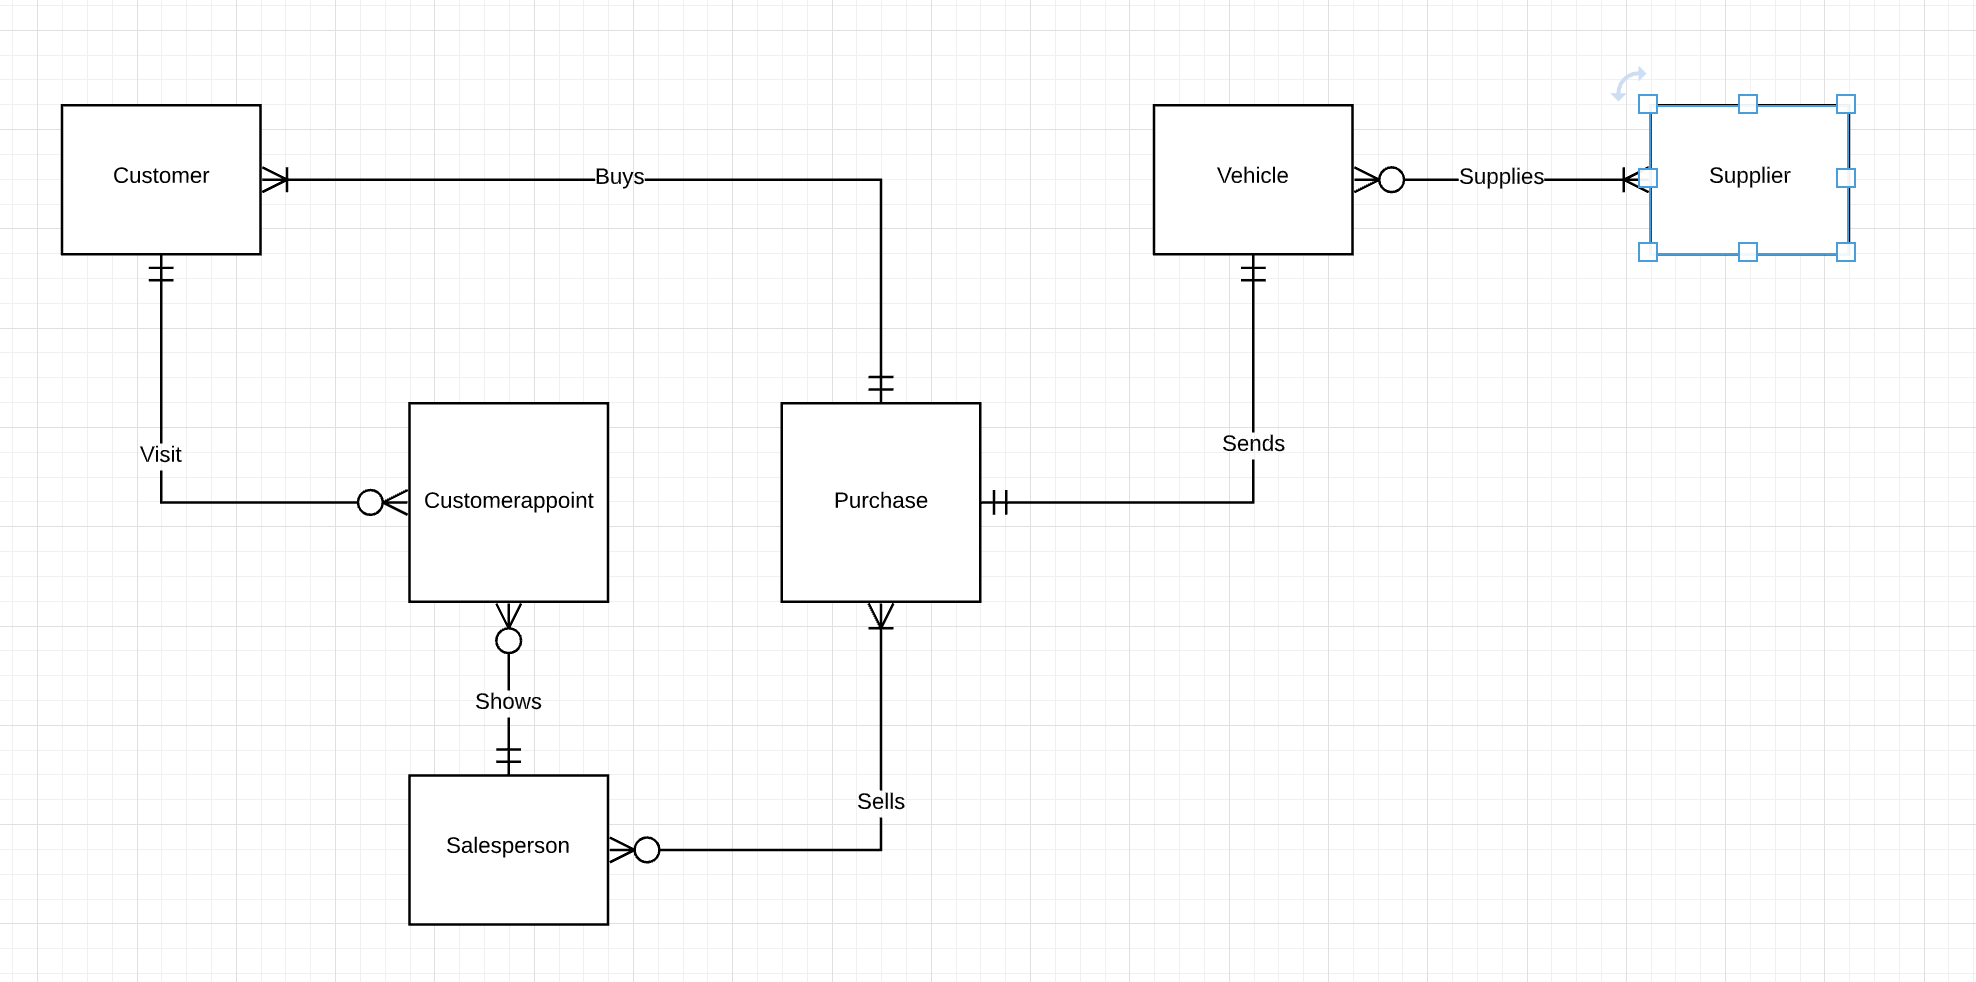 Customer
Buys
Vehicle
Supplies
Supplier
Visit
Sends
Customerappoint
Purchase
Shows
Sells
Salesperson